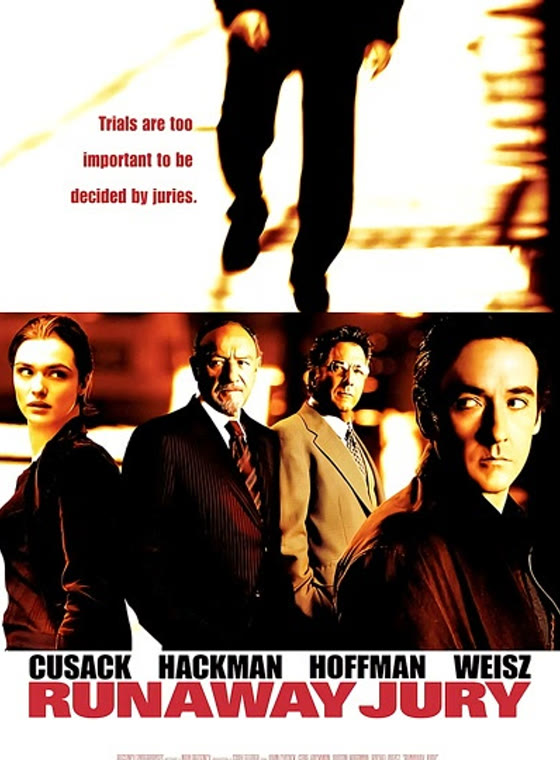 Trials are too
important to be
decided by juries.
CUSACK HACKMAN HOFFMAN WEISZ
RUNAWAY JURY